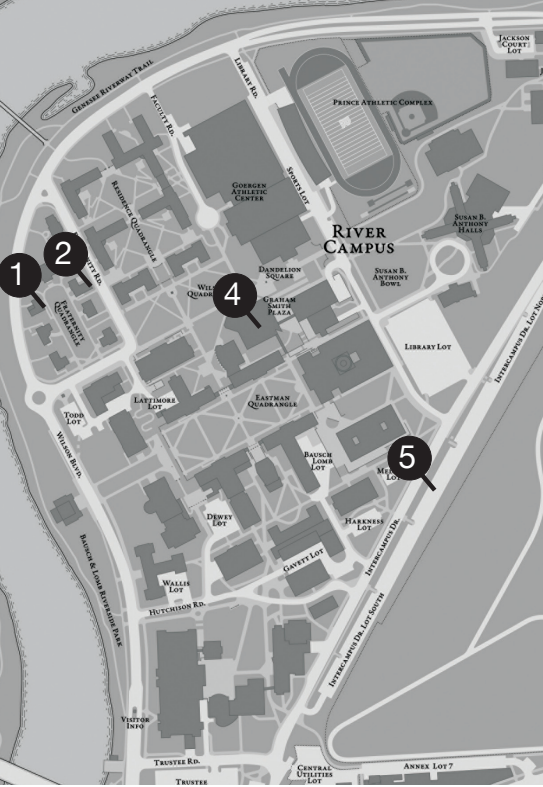 JACKSON
COURT
LOT
GENESEE RIVERWAY TRAIL
LIBRARY RD.
FACULTY RD.
PRINCE ATHLETIC COMPLEX
SPORTS LOT
GOERGEN
ATHLETIC
CENTER
RESIDENCE QUADRANGLE
SUSAN B.
ANTHONY
HALLS
RIVER
CAMPUS
1
2
RD.
FRATERNITY
QUADRANGLE
DANDELION
SQUARE
SUSAN B.
ANTHONY
BOWL
4
GRAHAM
SMITH
PLAZA
INTERCAMPUS DR. LOT
LIBRARY LOT
LATTIMORE
LOT
EASTMAN
QUADRANGLE
TODD
LOT
WILSON BLVD.
BAUSCH
LOMB
LOT
5
DEWEY
LOT
HARKNESS
LOT
INTERCAMPUS DR.
GAVETT LOT
BAUSCH & LOMB RIVERSIDE PARK
WALLIS
LOT
HUTCHISON RD.
INTERCAMPUS DR. LOT SOUTH
VISITOR
INFO
TRUSTEE RD.
TRUSTEE
CENTRAL
UTILITIES
LOT
ANNEX LOT 7